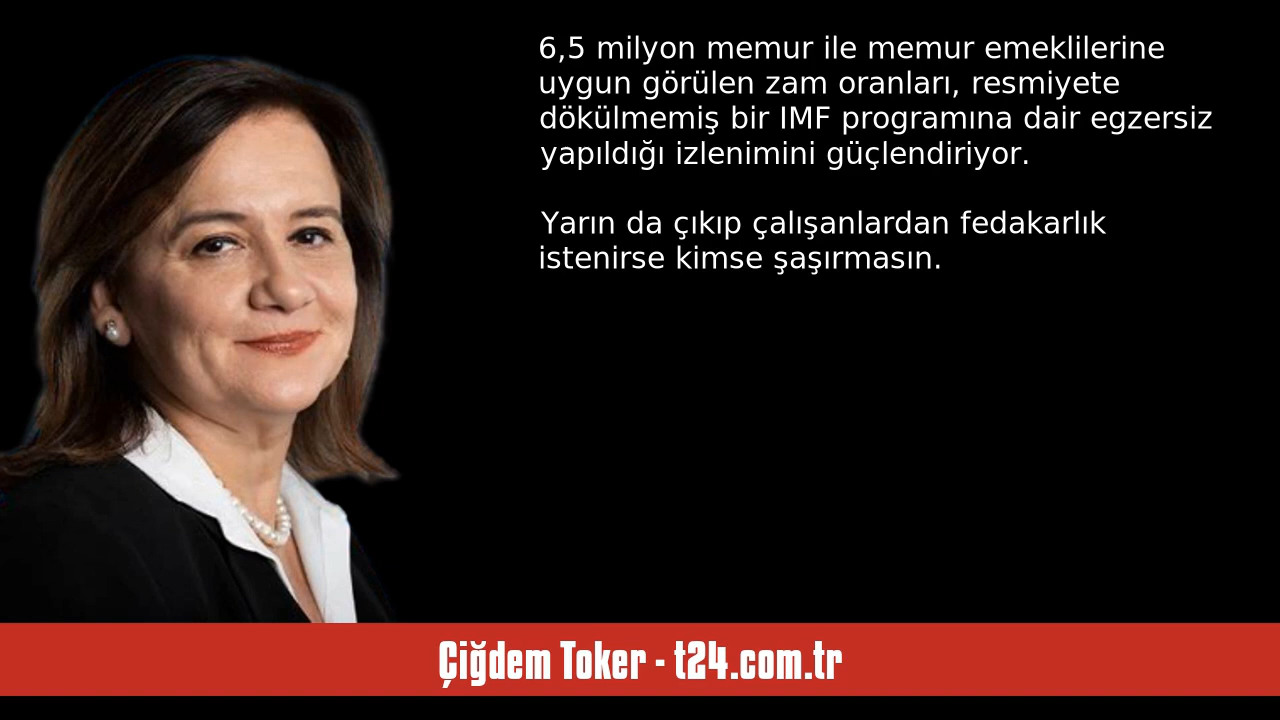 6,5 milyon memur ile memur emeklilerine
uygun görülen zam oranları, resmiyete
dökülmemiş bir IMF programına dair egzersiz
yapıldığı izlenimini güçlendiriyor.
Yarın da çıkıp çalışanlardan fedakarlık
istenirse kimse şaşırmasın.
Çiğdem Toker - t24.com.tr